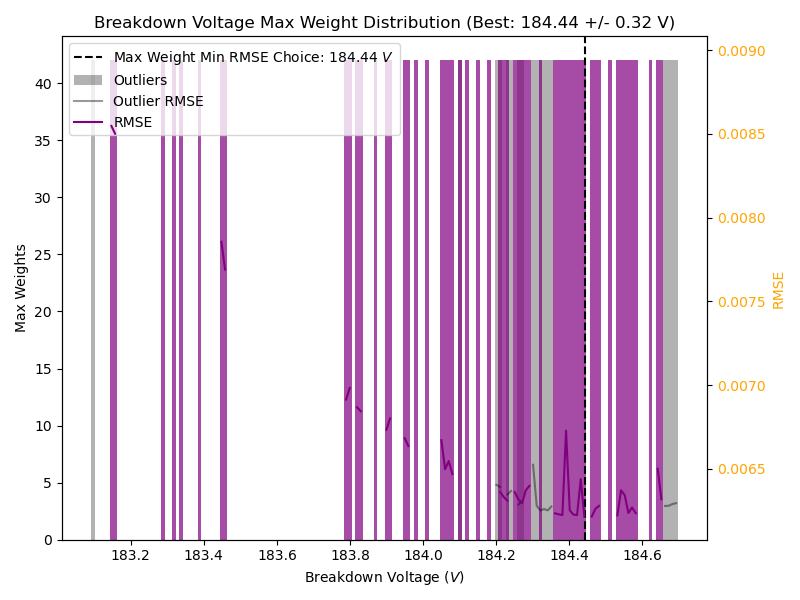 Breakdown Voltage Max Weight Distribution (Best: 184.44 +/- 0.32 V)
Max Weight Min RMSE Choice: 184.44 V
Outliers
Outlier RMSE
RMSE
Max Weights
40
35
30
25
20
15
10
5
0
0.0090
0.0085
0.0080
0.0075
0.0070
0.0065
RMSE
183.2 183.4 183.6 183.8 184.0 184.2 184.4 184.6
Breakdown Voltage (V)